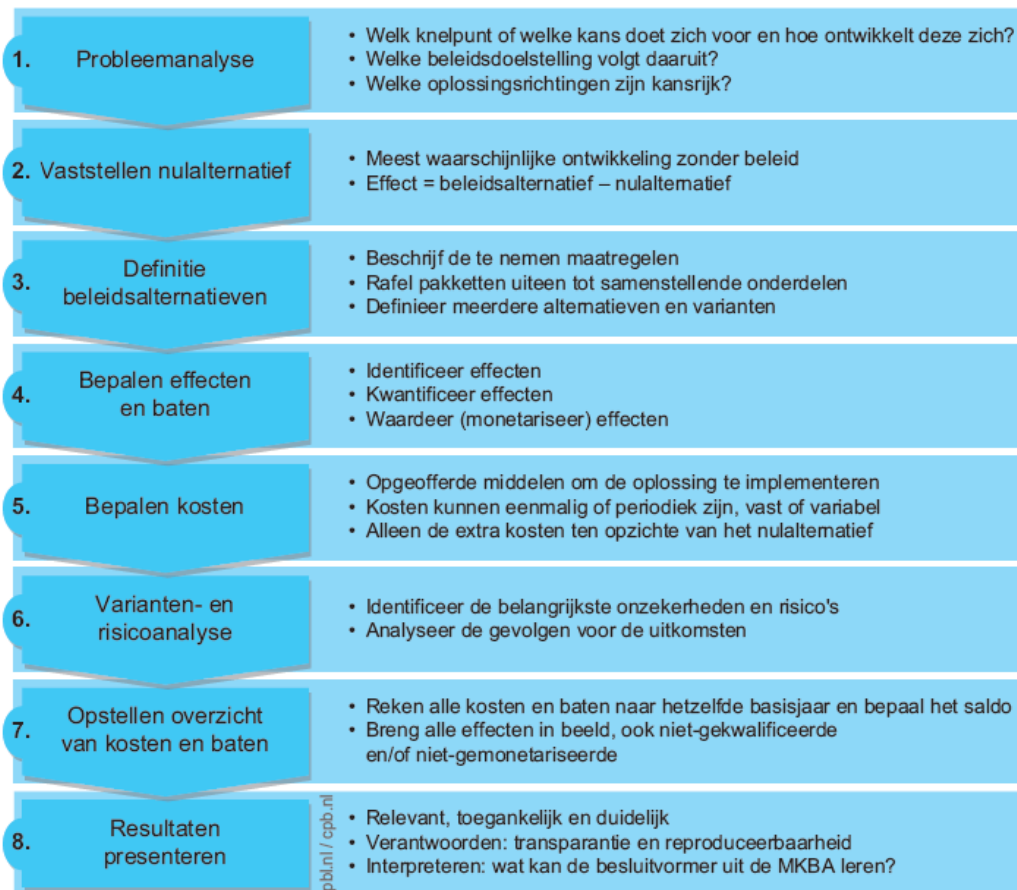 1. Probleemanalyse
• Welk knelpunt of welke kans doet zich voor en hoe ontwikkelt deze zich?
• Welke beleidsdoelstelling volgt daaruit?
• Welke oplossingsrichtingen zijn kansrijk?
2. Vaststellen nulalternatief
• Meest waarschijnlijke ontwikkeling zonder beleid
• Effect = beleidsalternatief – nulalternatief
3. Definitie
beleidsalternatieven
• Beschrijf de te nemen maatregelen
• Rafel pakketten uiteen tot samenstellende onderdelen
• Definieer meerdere alternatieven en varianten
4. Bepalen effecten
en baten
• Identificeer effecten
• Kwantificeer effecten
• Waardeer (monetariseer) effecten
5. Bepalen kosten
• Opgeofferde middelen om de oplossing te implementeren
• Kosten kunnen eenmalig of periodiek zijn, vast of variabel
• Alleen de extra kosten ten opzichte van het nulalternatief
6. Varianten- en
risicoanalyse
• Identificeer de belangrijkste onzekerheden en risico's
• Analyseer de gevolgen voor de uitkomsten
7. Opstellen overzicht
van kosten en baten
• Reken alle kosten en baten naar hetzelfde basisjaar en bepaal het saldo
• Breng alle effecten in beeld, ook niet-gekwalificeerde
en/of niet-gemonetariseerde
8. Resultaten
presenteren
• Relevant, toegankelijk en duidelijk
• Verantwoorden: transparantie en reproduceerbaarheid
• Interpreteren: wat kan de besluitvormer uit de MKBA leren?
pbl.nl / cpb.nl